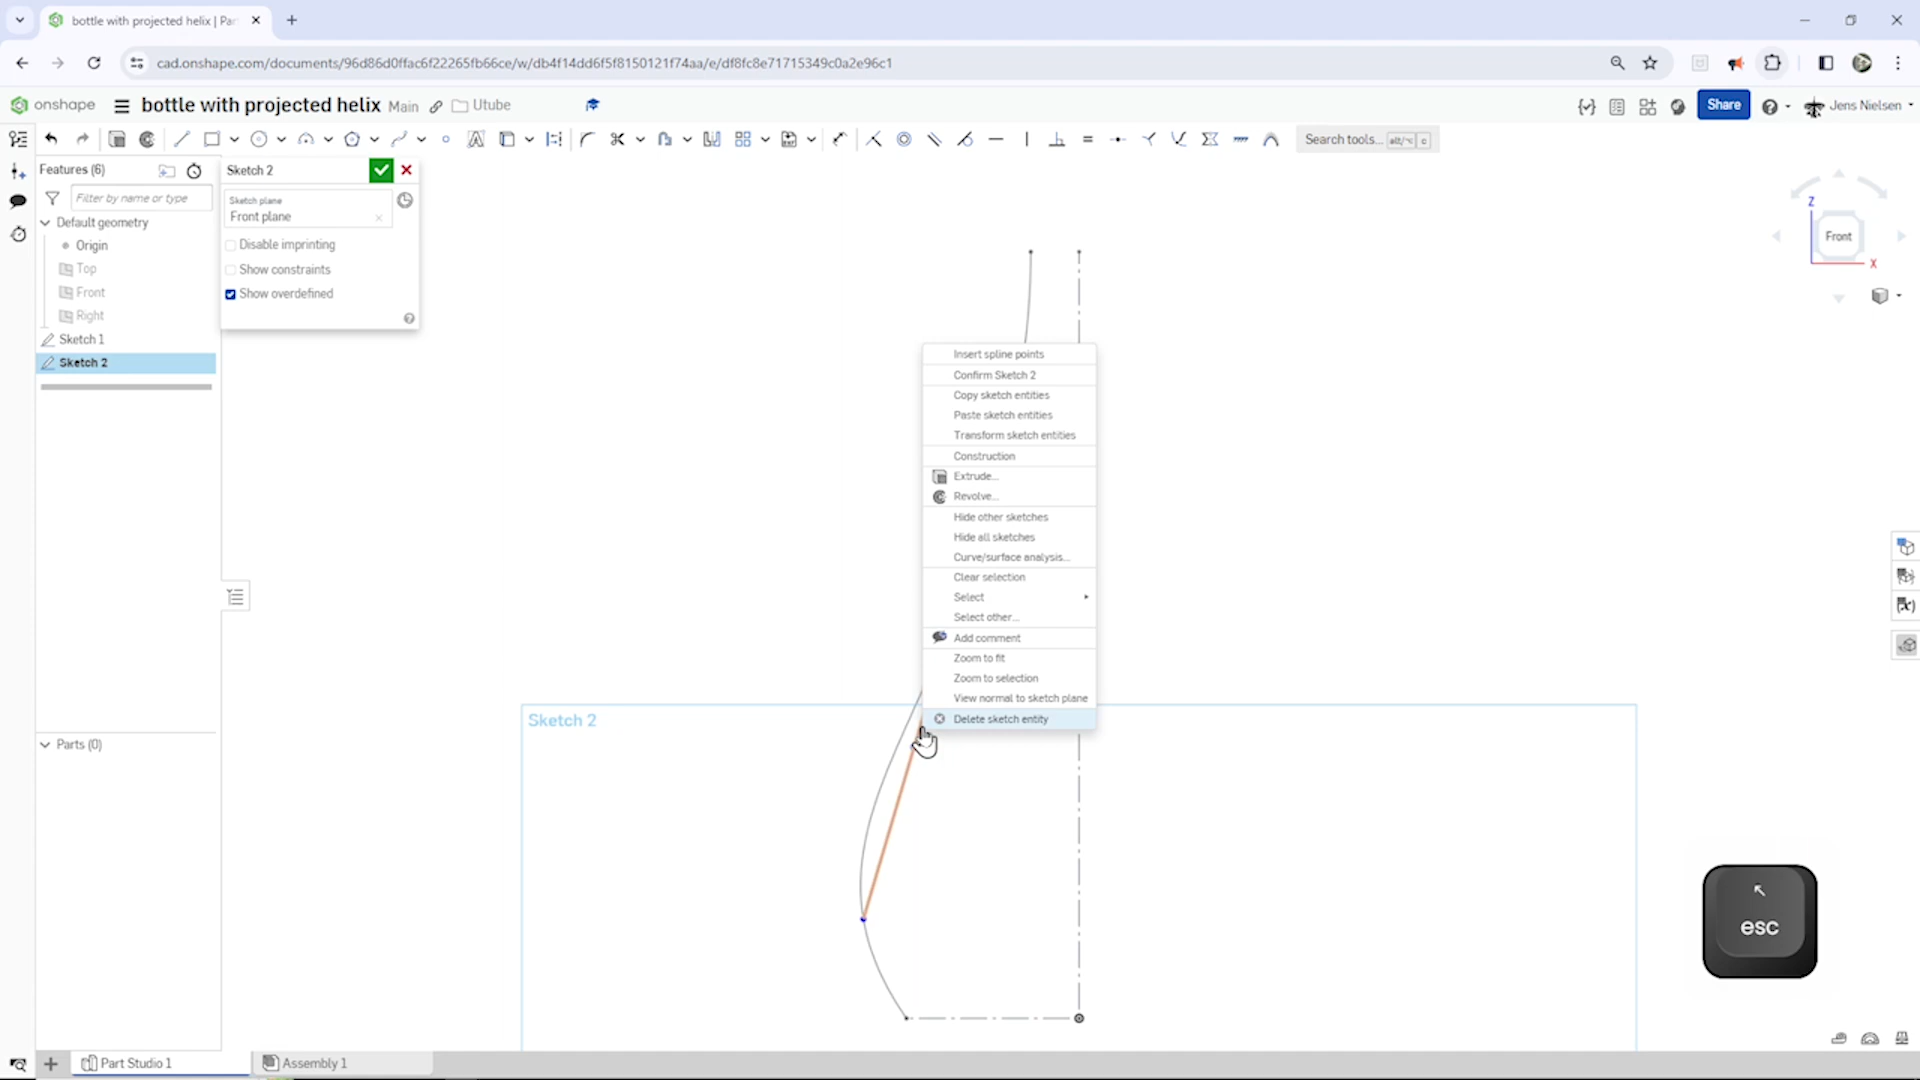 bottle with projected helix | Par
cad.onshape.com/documents/96d86d0ffac6f22265fb66ce/w/db4f14dd6f5f8150121f74aa/e/df8fc8e71715349c0a2e96c1
onshape
bottle with projected helix Main Utube
Share
Jens Nielsen
Search tools... alt/⌥ c
Features (6)
Filter by name or type
Default geometry
Origin
Top
Front
Right
Sketch 1
Sketch 2
Parts (0)
Sketch 2
Sketch plane
Front plane
Disable imprinting
Show constraints
Show overdefined
Insert spline points
Confirm Sketch 2
Copy sketch entities
Paste sketch entities
Transform sketch entities
Construction
Extrude...
Revolve...
Hide other sketches
Hide all sketches
Curve/surface analysis...
Clear selection
Select
Select other...
Add comment
Zoom to fit
Zoom to selection
View normal to sketch plane
Delete sketch entity
Sketch 2
Z
Front
X
esc
Part Studio 1
Assembly 1